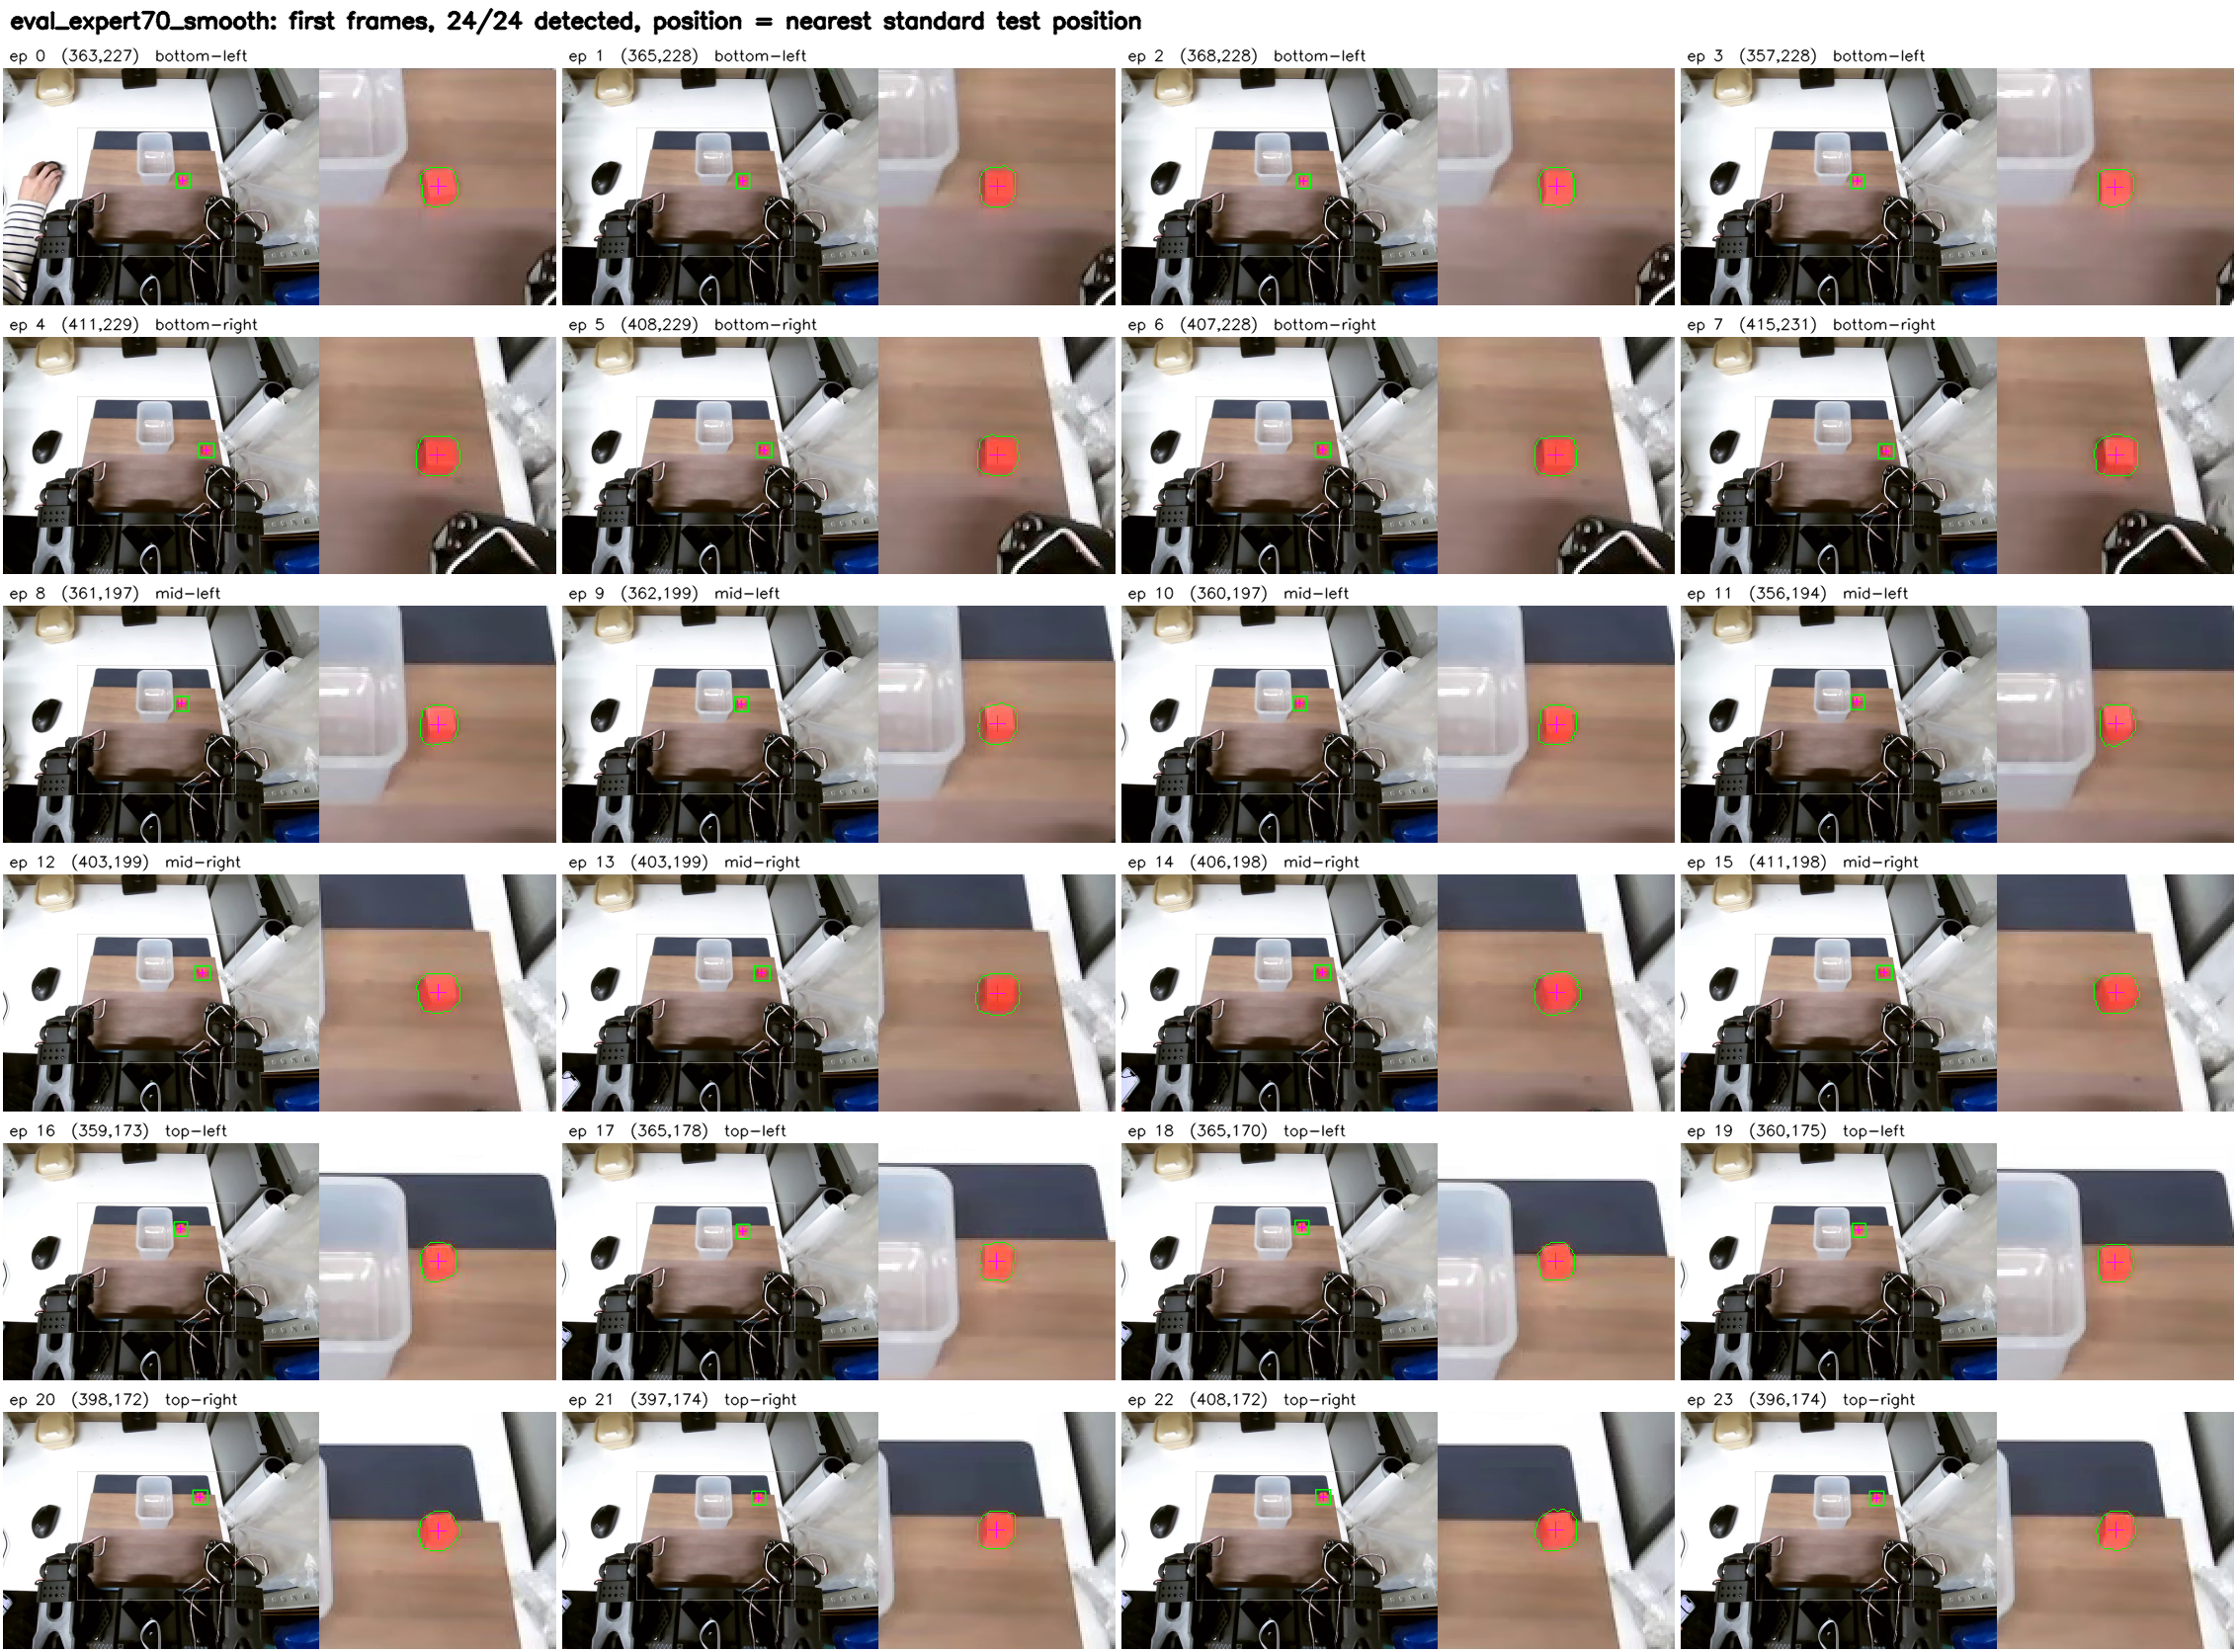 eval_expert70_smooth: first frames, 24/24 detected, position = nearest standard test position
ep 0 (363,227) bottom-left
ep 1 (365,228) bottom-left
ep 2 (368,228) bottom-left
ep 3 (357,228) bottom-left
ep 4 (411,229) bottom-right
ep 5 (408,229) bottom-right
ep 6 (407,228) bottom-right
ep 7 (415,231) bottom-right
ep 8 (361,197) mid-left
ep 9 (362,199) mid-left
ep 10 (360,197) mid-left
ep 11 (356,194) mid-left
ep 12 (403,199) mid-right
ep 13 (403,199) mid-right
ep 14 (406,198) mid-right
ep 15 (411,198) mid-right
ep 16 (359,173) top-left
ep 17 (365,178) top-left
ep 18 (365,170) top-left
ep 19 (360,175) top-left
ep 20 (398,172) top-right
ep 21 (397,174) top-right
ep 22 (408,172) top-right
ep 23 (396,174) top-right